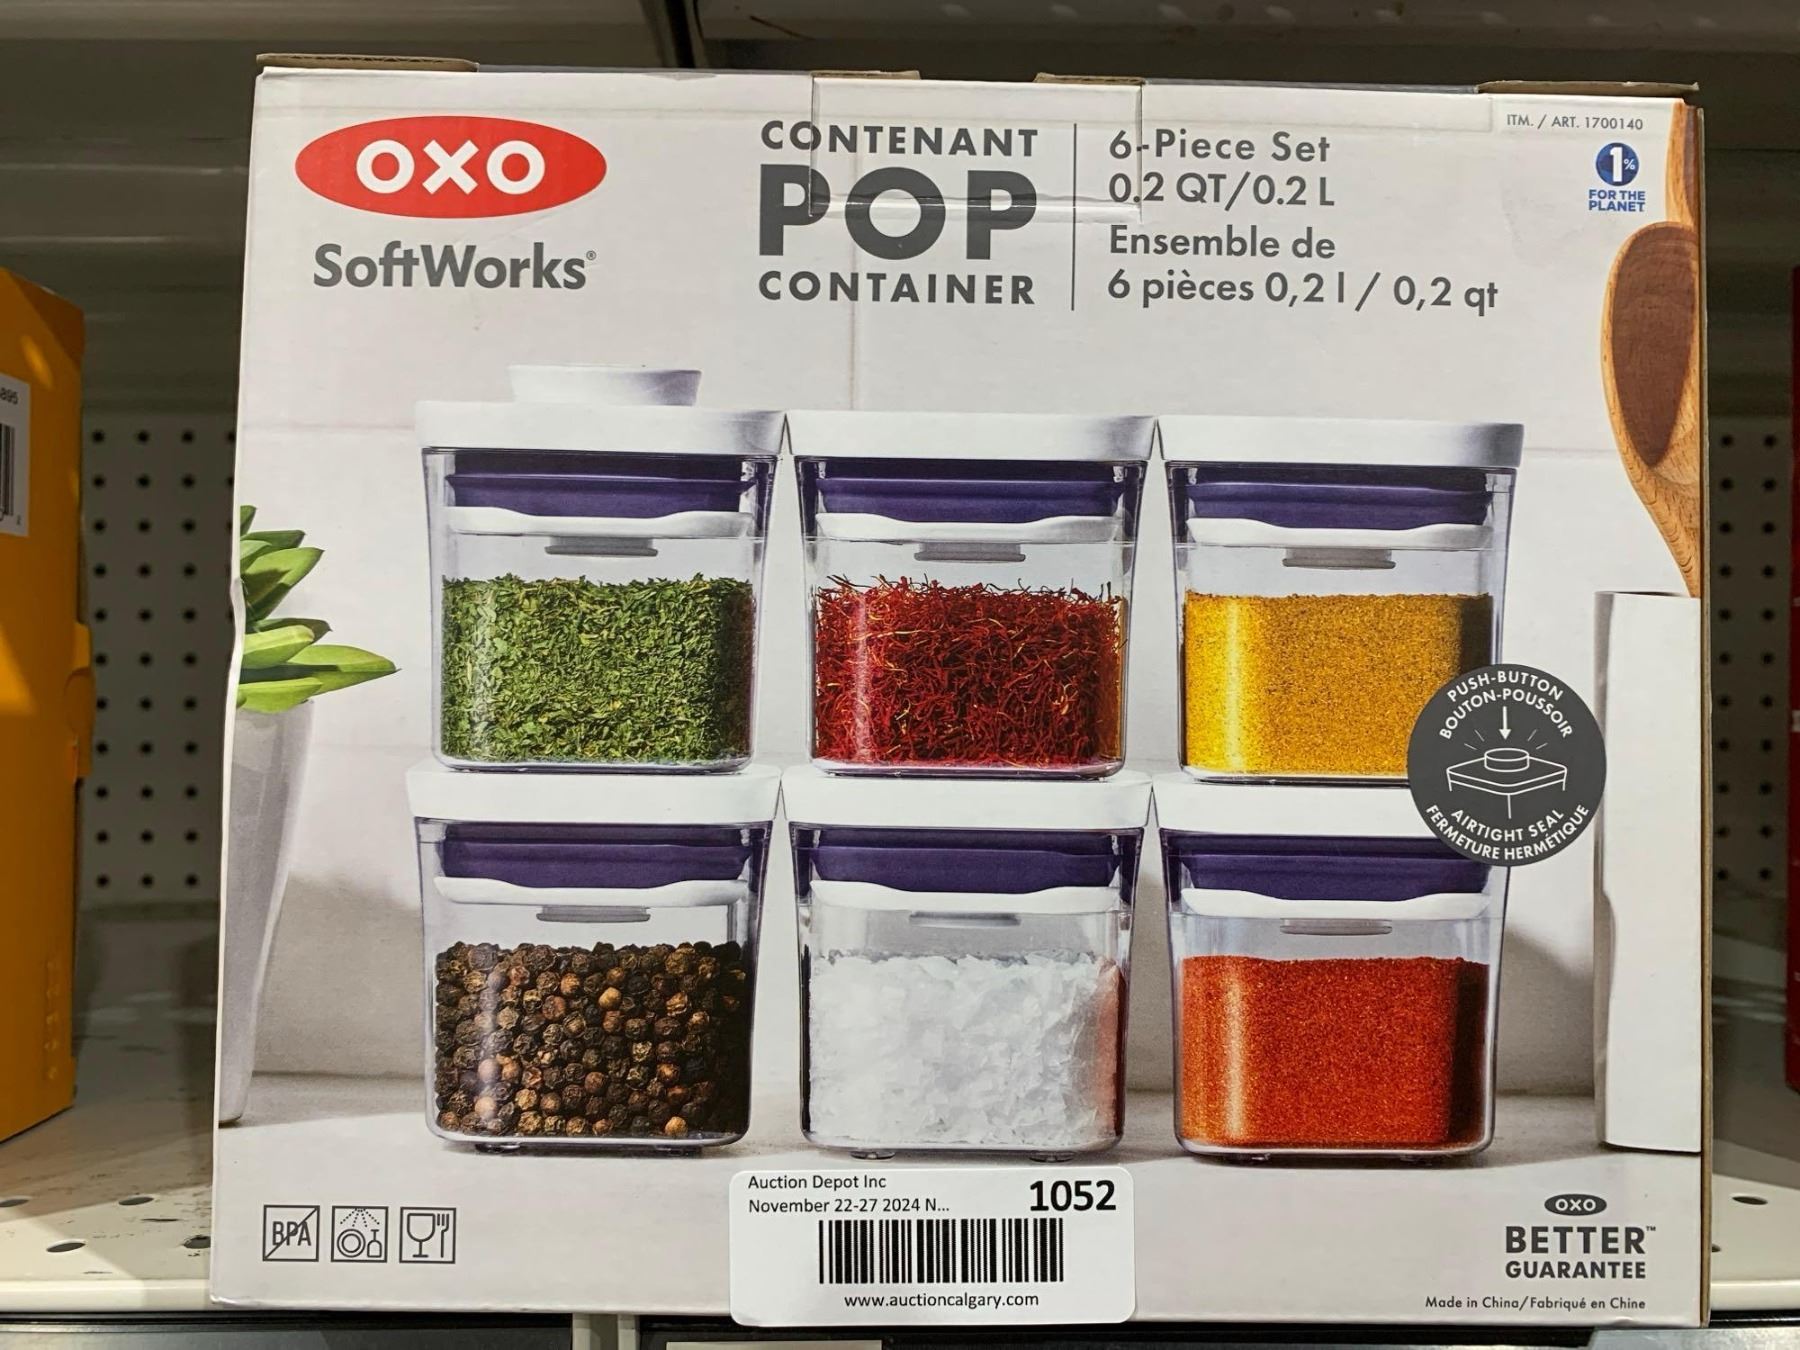 OXO
SoftWorks®
CONTENANT
POP
CONTAINER
6-Piece Set
0.2 QT/0.2 L
Ensemble de
6 pièces 0,2 l / 0,2 qt
ITM. / ART. 1700140
1%
FOR THE
PLANET
895
PUSH-BUTTON
BOUTON-POUSSOIR
AIRTIGHT SEAL
FERMETURE HERMÉTIQUE
BPA
Auction Depot Inc
November 22-27 2024 N...
1052
www.auctioncalgary.com
OXO
BETTER™
GUARANTEE
Made in China/Fabriqué en Chine